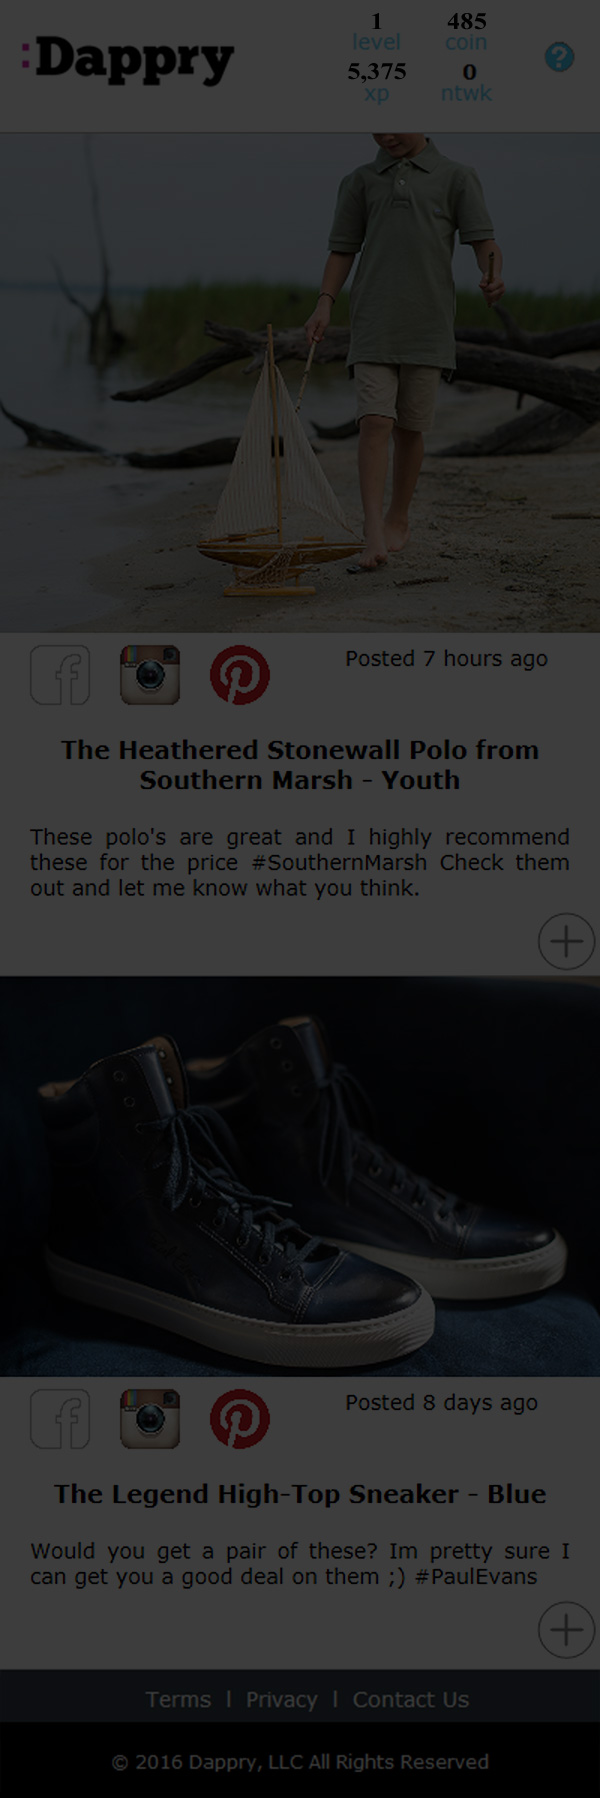 :Dappry
1
level
485
coin
5,375
xp
0
ntwk
?
Posted 7 hours ago
The Heathered Stonewall Polo from
Southern Marsh - Youth
These polo's are great and I highly recommend
these for the price #SouthernMarsh Check them
out and let me know what you think.
Posted 8 days ago
The Legend High-Top Sneaker - Blue
Would you get a pair of these? Im pretty sure I
can get you a good deal on them ;) #PaulEvans
Terms | Privacy | Contact Us
© 2016 Dappry, LLC All Rights Reserved